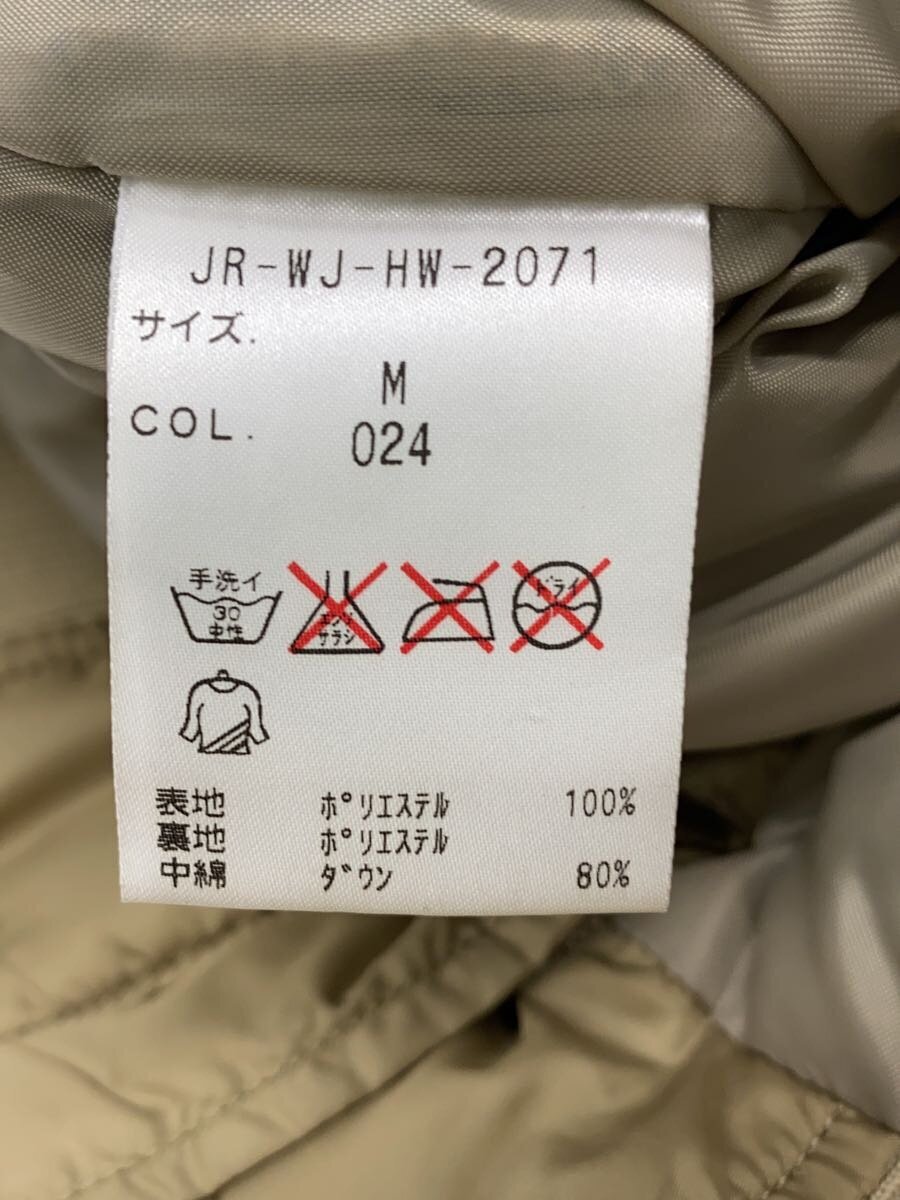 JR-WJ-HW-2071
サイズ.
M
COL.
024
手洗イ
30
中性
エンソ
サラシ
ドライ
表地 ポリエステル 100%
裏地 ポリエステル
中綿 ダウン 80%